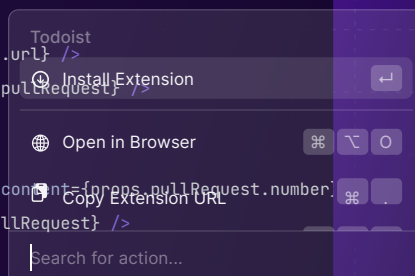 Todoist
.url} />
Install Extension ↵
pullRequest} />
Open in Browser ⌘ ⌥ O
content={props.pullRequest.number}
Copy Extension URL ⌘ .
llRequest} />
Search for action...